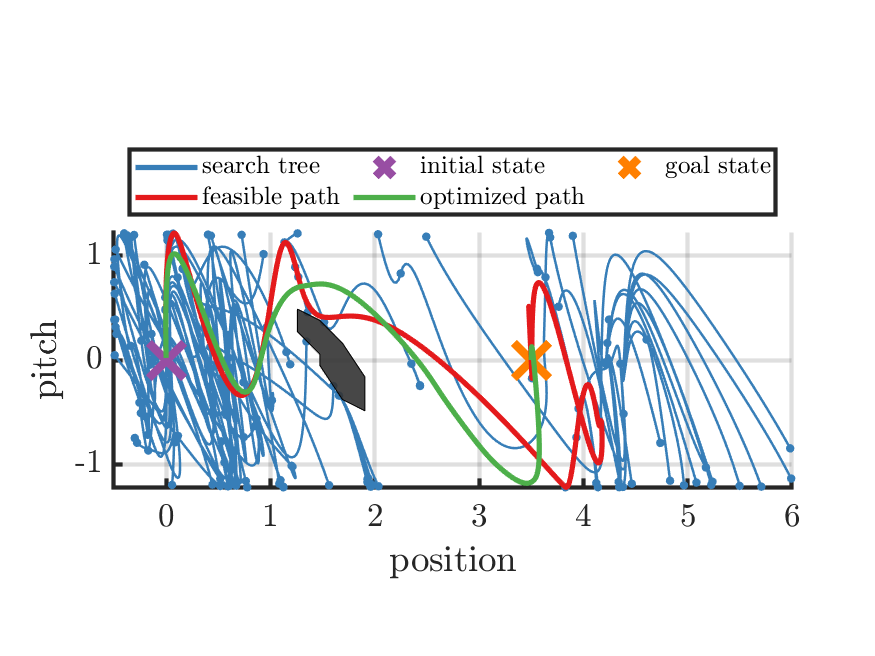 search tree initial state goal state
feasible path optimized path
pitch
1
0
-1
0 1 2 3 4 5 6
position